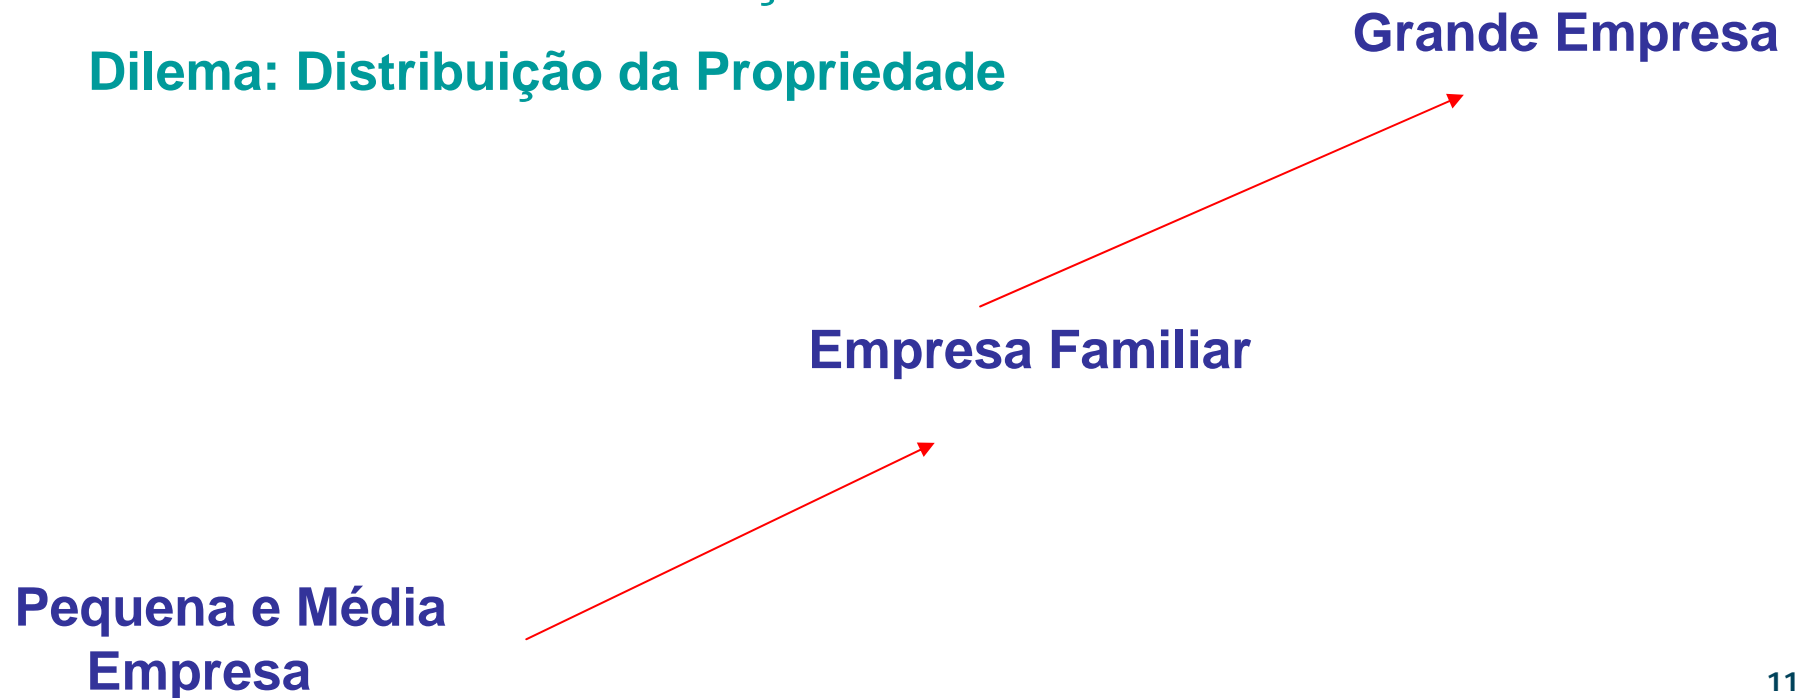 Grande Empresa
Dilema: Distribuição da Propriedade
Empresa Familiar
Pequena e Média
Empresa
11